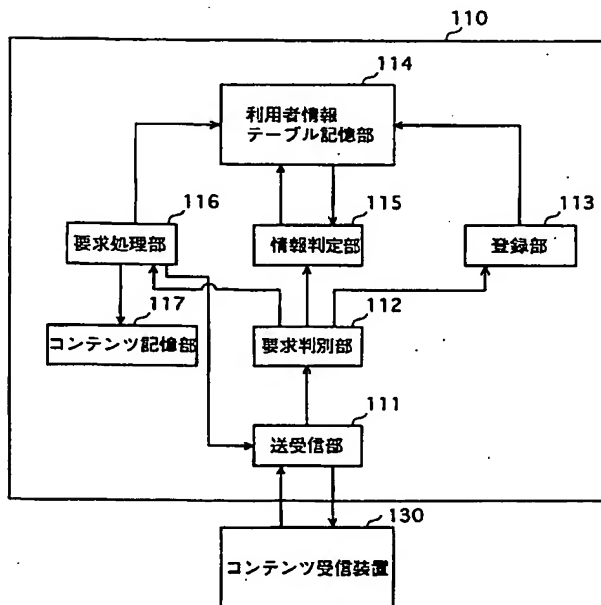 110
114
利用者情報
テーブル記憶部
116
要求処理部
115
情報判定部
113
登録部
117
コンテンツ記憶部
112
要求判別部
111
送受信部
130
コンテンツ受信装置